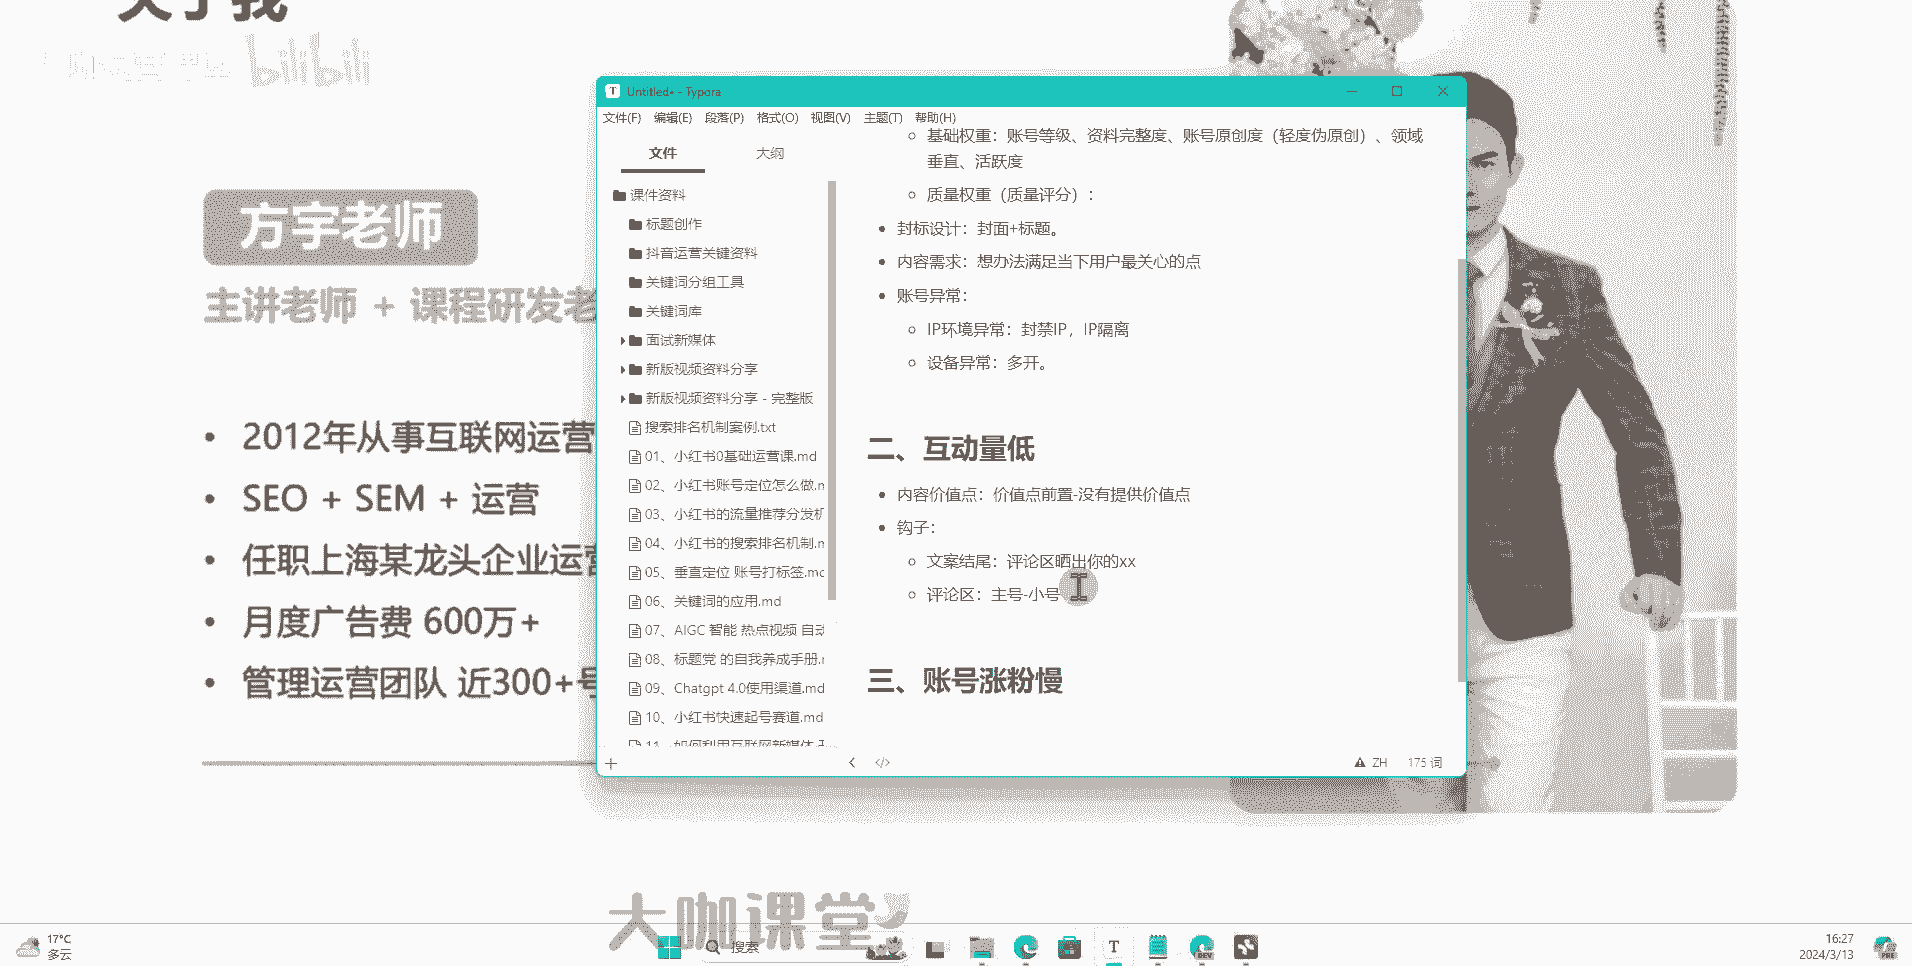 关于我
bilibili
方宇老师
主讲老师 + 课程研发老
2012年从事互联网运营
SEO + SEM + 运营
任职上海某龙头企业运营
月度广告费 600万+
管理运营团队 近300+号
Untitled• - Typora
文件(F) 编辑(E) 段落(P) 格式(O) 视图(V) 主题(T) 帮助(H)
文件 大纲
课件资料
标题创作
抖音运营关键资料
关键词分组工具
关键词库
面试新媒体
新版视频资料分享
新版视频资料分享 - 完整版
搜索排名机制案例.txt
01、小红书0基础运营课.md
02、小红书账号定位怎么做.m
03、小红书的流量推荐分发机
04、小红书的搜索排名机制.m
05、垂直定位 账号打标签.mc
06、关键词的应用.md
07、AIGC 智能 热点视频 自动
08、标题党 的自我养成手册.r
09、Chatgpt 4.0使用渠道.md
10、小红书快速起号赛道.md
11、如何利用互联网新媒体
基础权重：账号等级、资料完整度、账号原创度（轻度伪原创）、领域
垂直、活跃度
质量权重（质量评分）：
封标设计：封面+标题。
内容需求：想办法满足当下用户最关心的点
账号异常：
IP环境异常：封禁IP，IP隔离
设备异常：多开。
二、互动量低
内容价值点：价值点前置-没有提供价值点
钩子：
文案结尾：评论区晒出你的xx
评论区：主号-小号
三、账号涨粉慢
ZH 175 词
大咖课堂
17°C
多云
搜索
T
DEV
16:27
2024/3/13
PRE